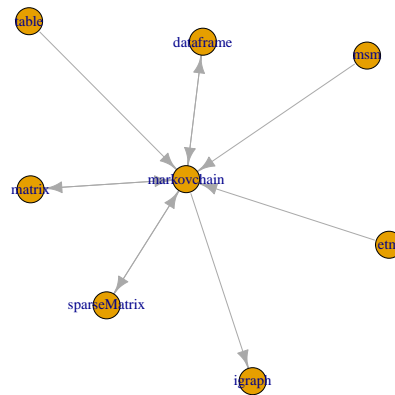 table
dataframe
msm
markovchain
matrix
etm
sparseMatrix
igraph